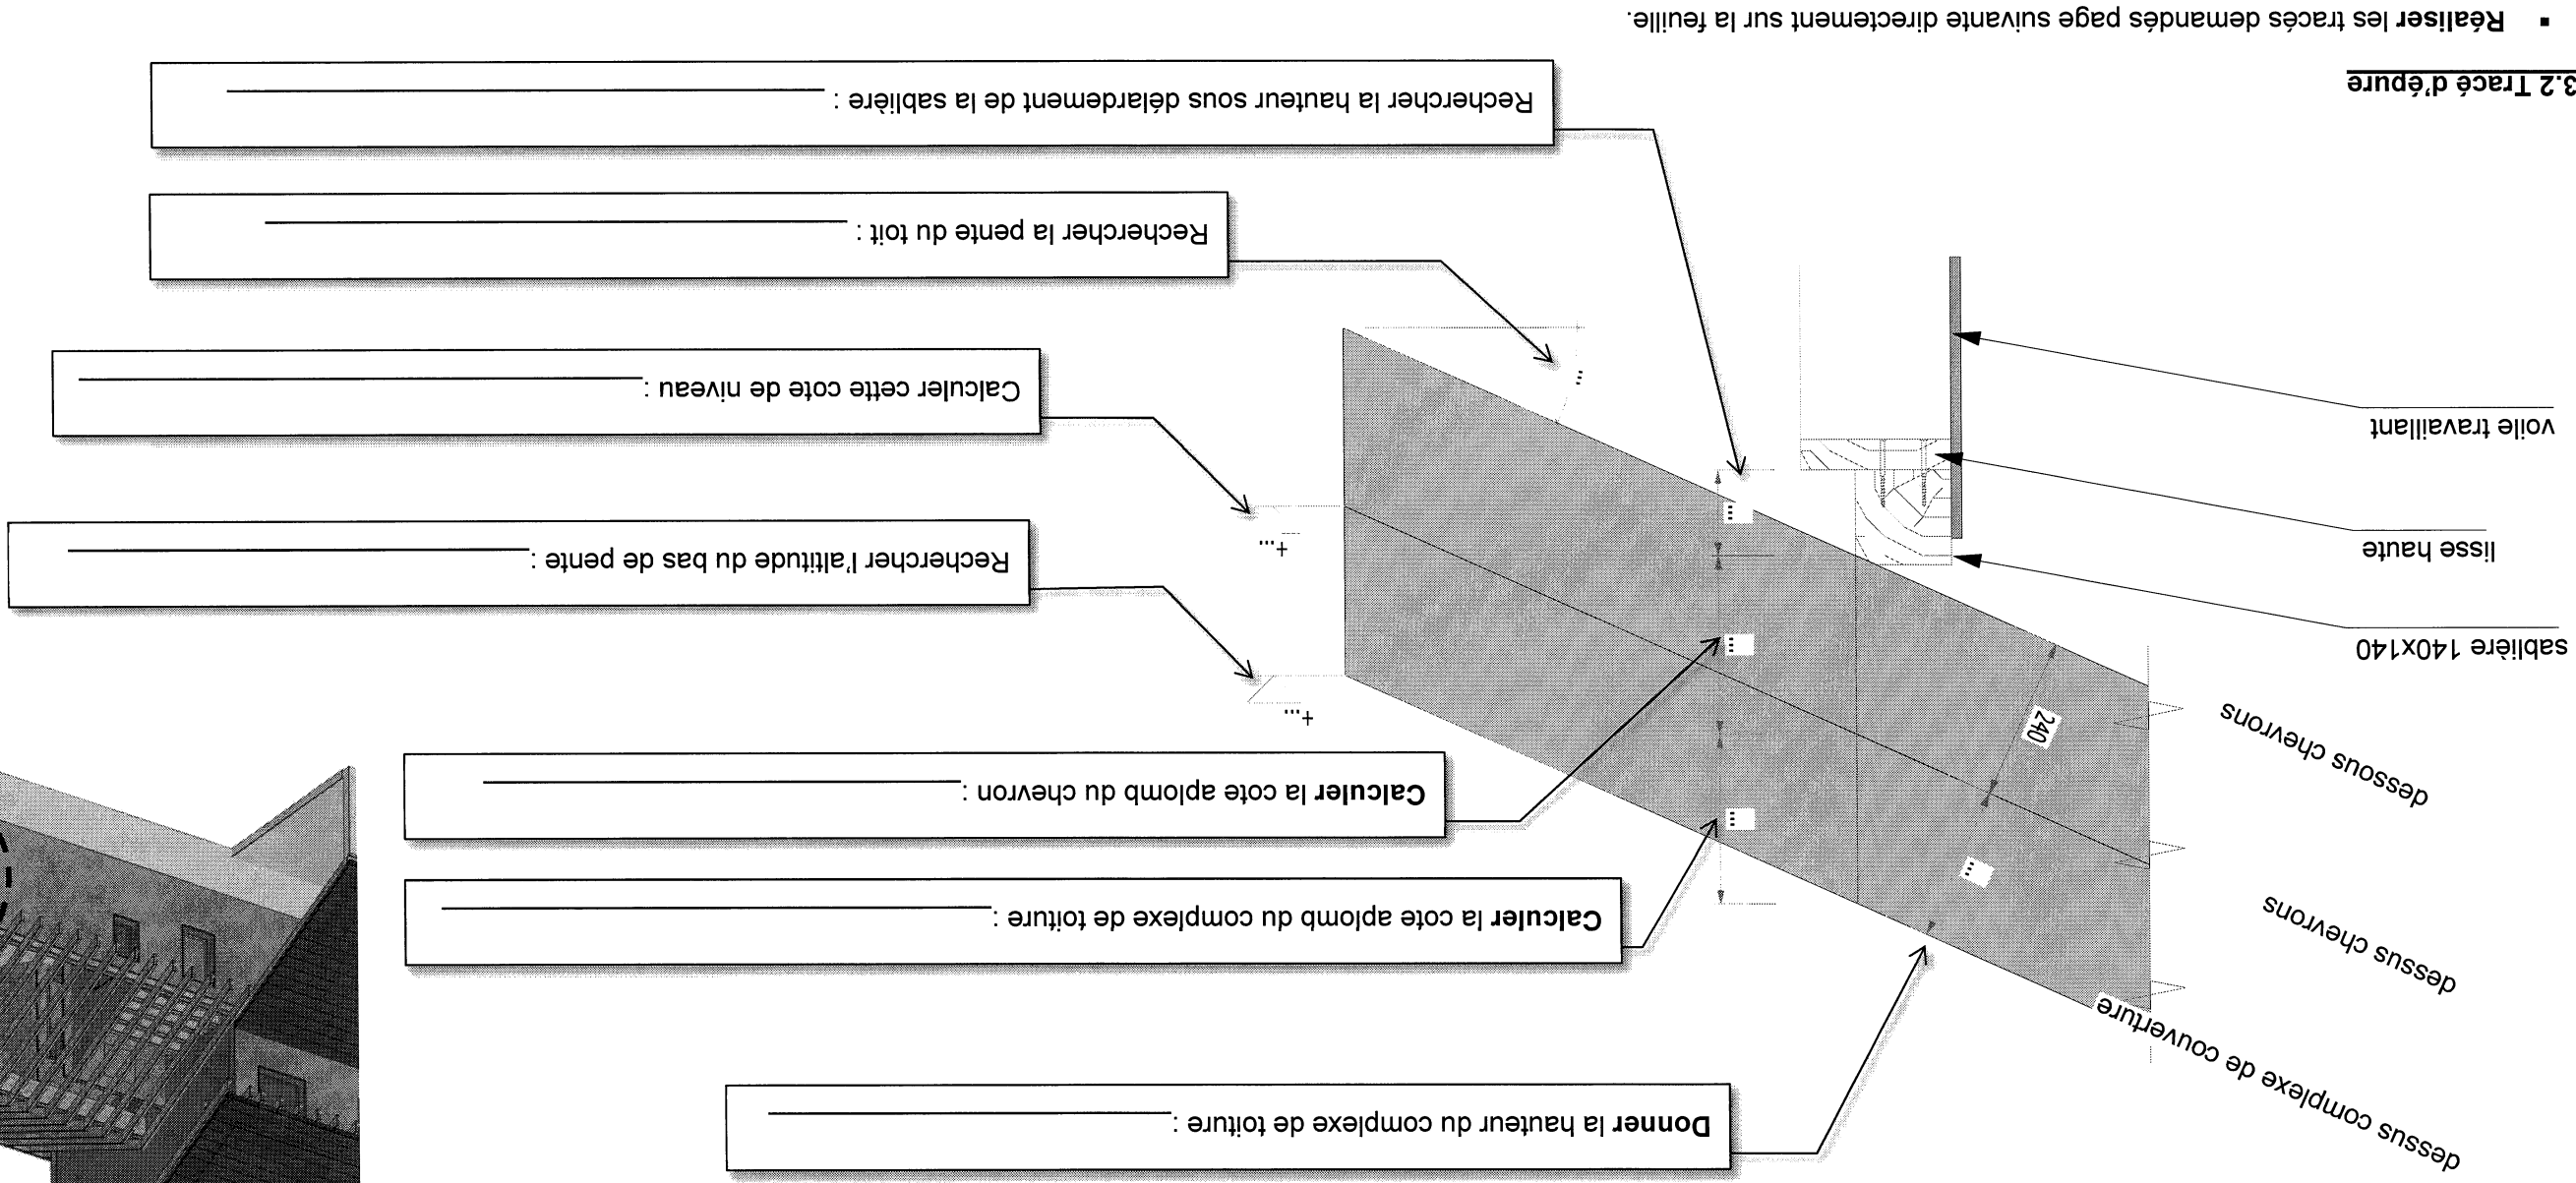 dessus complexe de couverture
Donner la hauteur du complexe de toiture :
dessus chevrons
Calculer la cote aplomb du complexe de toiture :
...
...
dessous chevrons
240
Calculer la cote aplomb du chevron :
+...
sablière 140x140
...
Rechercher l'altitude du bas de pente :
lisse haute
+...
...
voile travaillant
Calculer cette cote de niveau :
...
Rechercher la pente du toit :
Rechercher la hauteur sous délardement de la sablière :
3.2 Tracé d'épure
▪ Réaliser les tracés demandés page suivante directement sur la feuille.